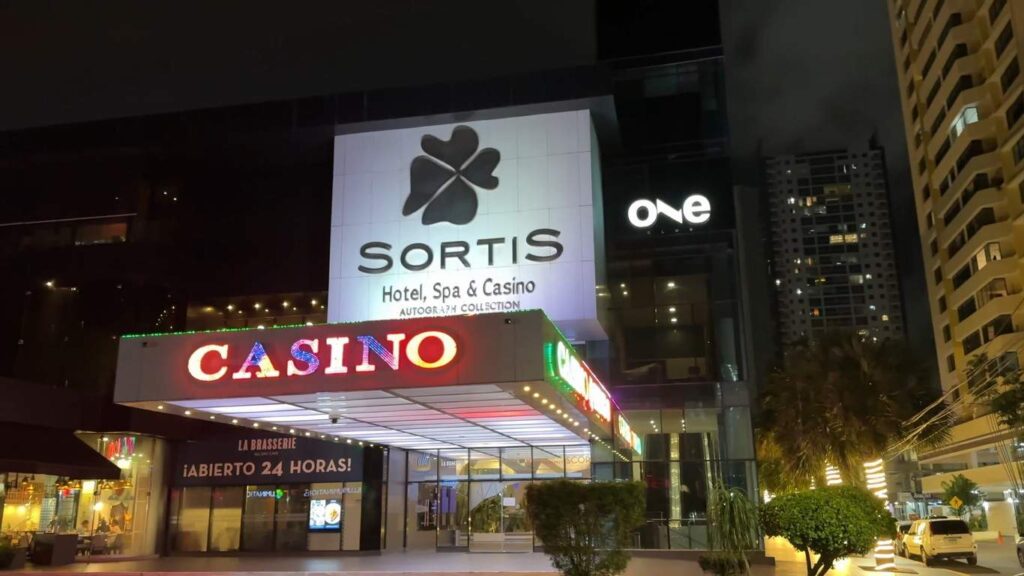 SORTIS
Hotel, Spa & Casino
AUTOGRAPH COLLECTION
one
CASINO
LA BRASSERIE
¡ABIERTO 24 HORAS!